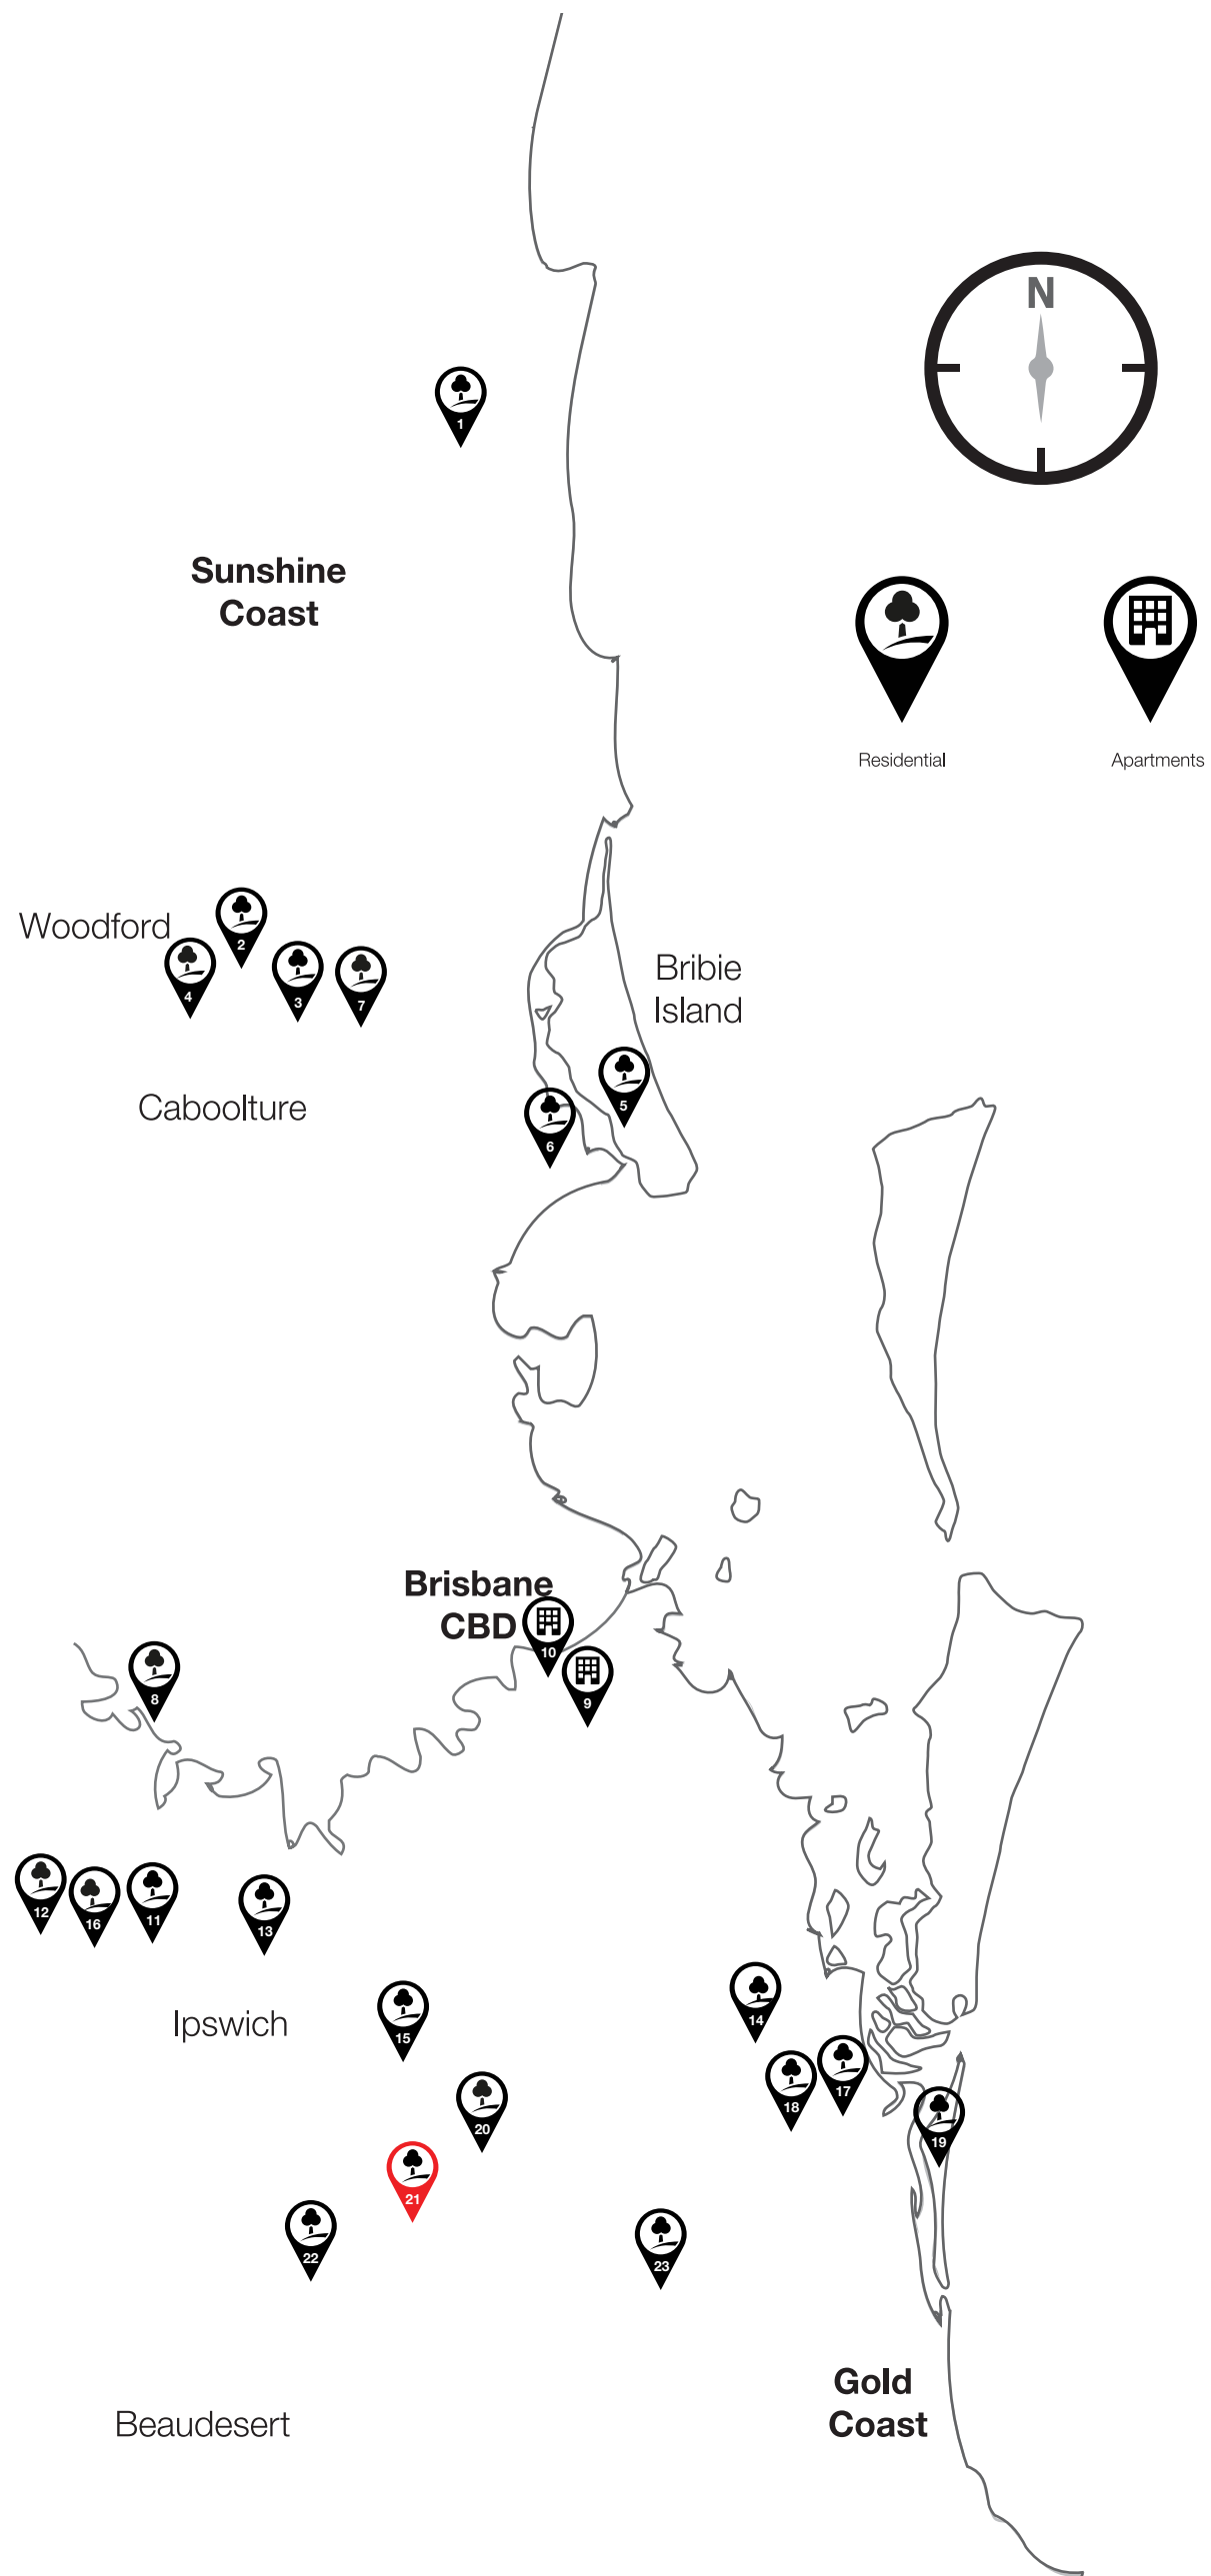 N
1
Sunshine
Coast
Residential
Apartments
Woodford
2
4
3
7
Bribie
Island
5
Caboolture
6
Brisbane
CBD
10
9
8
12
16
11
13
14
Ipswich
15
17
18
20
19
21
22
23
Gold
Coast
Beaudesert